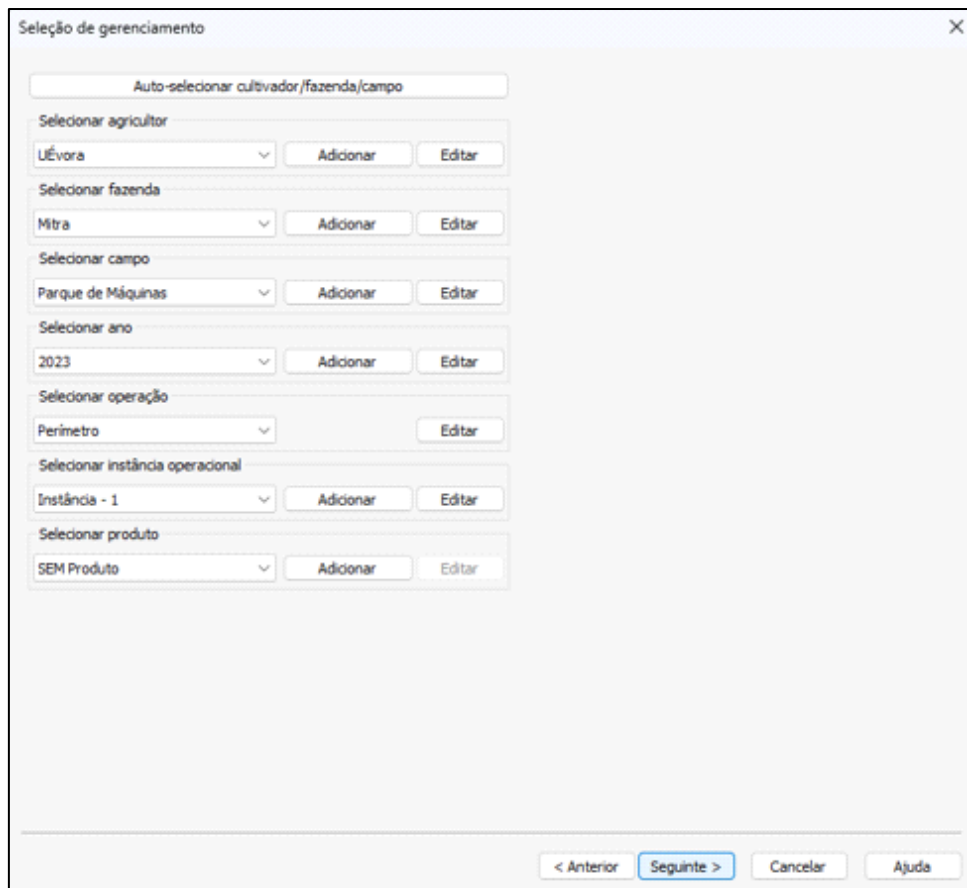 Seleção de gerenciamento
Auto-selecionar cultivador/fazenda/campo
Selecionar agricultor
UÉvora Adicionar Editar
Selecionar fazenda
Mitra Adicionar Editar
Selecionar campo
Parque de Máquinas Adicionar Editar
Selecionar ano
2023 Adicionar Editar
Selecionar operação
Perímetro Editar
Selecionar instância operacional
Instância - 1 Adicionar Editar
Selecionar produto
SEM Produto Adicionar Editar
< Anterior Seguinte > Cancelar Ajuda